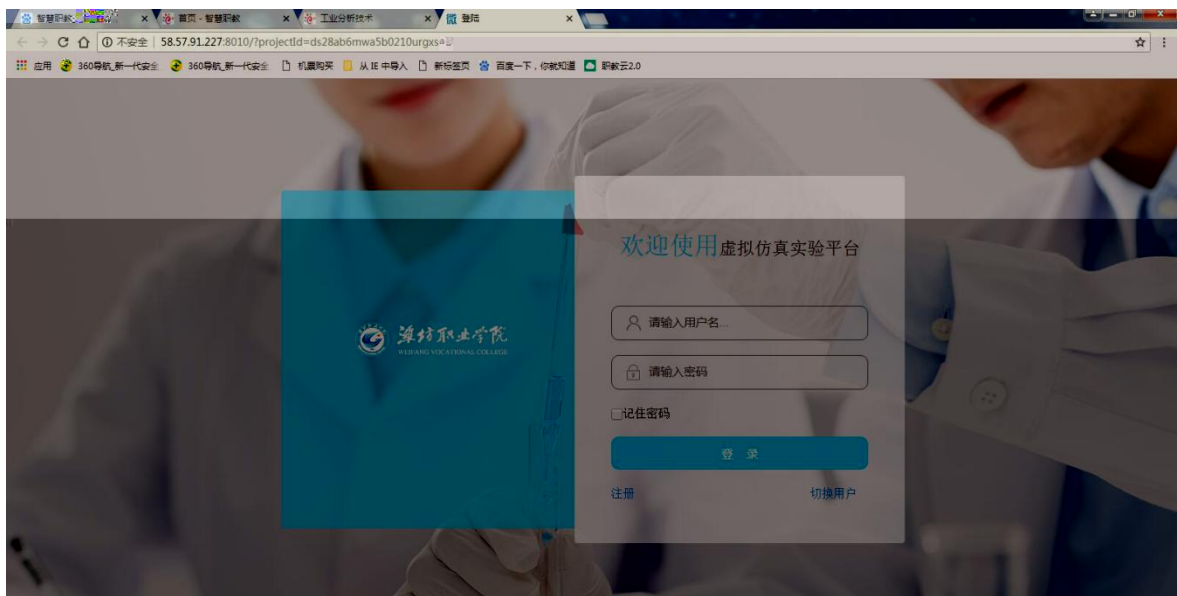 智慧职教
首页 - 智慧职教
工业分析技术
登陆
不安全 | 58.57.91.227:8010/?projectId=ds28ab6mwa5b0210urgxs
应用 360导航_新一代安全 360导航_新一代安全 机票购买 从 IE 中导入 新标签页 百度一下，你就知道 职教云2.0
欢迎使用虚拟仿真实验平台
请输入用户名...
潍坊职业学院
WEIFANG VOCATIONAL COLLEGE
请输入密码
记住密码
登 录
注册 切换用户